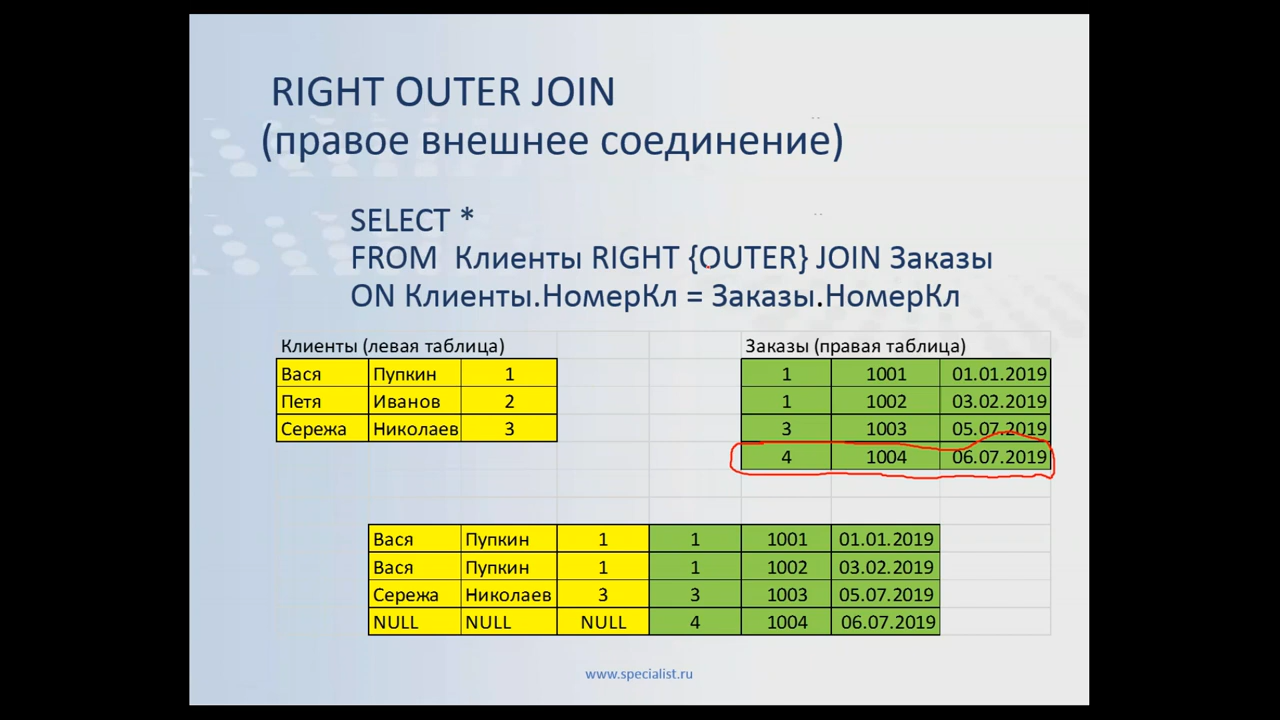 RIGHT OUTER JOIN
(правое внешнее соединение)
SELECT *
FROM Клиенты RIGHT {OUTER} JOIN Заказы
ON Клиенты.НомерКл = Заказы.НомерКл
Клиенты (левая таблица) Заказы (правая таблица)
Вася Пупкин 1 1 1001 01.01.2019
Петя Иванов 2 1 1002 03.02.2019
Сережа Николаев 3 3 1003 05.07.2019
4 1004 06.07.2019
Вася Пупкин 1 1 1001 01.01.2019
Вася Пупкин 1 1 1002 03.02.2019
Сережа Николаев 3 3 1003 05.07.2019
NULL NULL NULL 4 1004 06.07.2019
www.specialist.ru